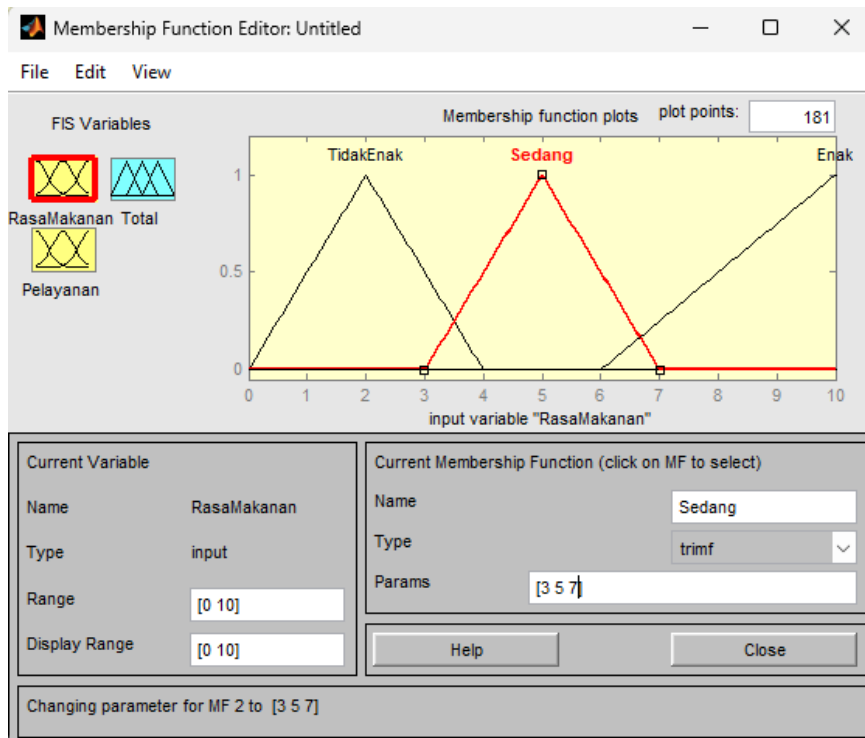 Membership Function Editor: Untitled
File Edit View
FIS Variables
Membership function plots plot points: 181
RasaMakanan Total
Pelayanan
TidakEnak Sedang Enak
1
0.5
0
0 1 2 3 4 5 6 7 8 9 10
input variable "RasaMakanan"
Current Variable
Name RasaMakanan
Type input
Range [0 10]
Display Range [0 10]
Current Membership Function (click on MF to select)
Name Sedang
Type trimf
Params [3 5 7]
Help Close
Changing parameter for MF 2 to [3 5 7]